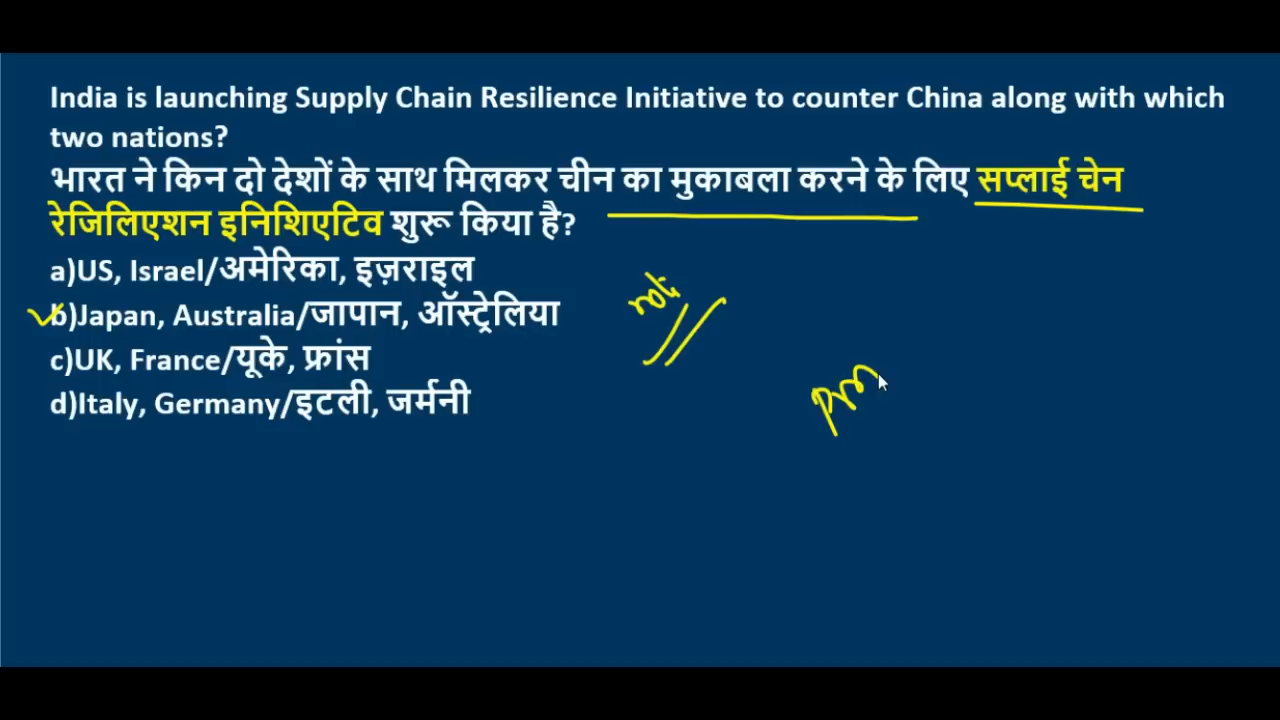 India is launching Supply Chain Resilience Initiative to counter China along with which
two nations?
भारत ने किन दो देशों के साथ मिलकर चीन का मुकाबला करने के लिए सप्लाई चेन
रेजिलिएशन इनिशिएटिव शुरू किया है?
a)US, Israel/अमेरिका, इज़राइल
b)Japan, Australia/जापान, ऑस्ट्रेलिया
c)UK, France/यूके, फ्रांस
d)Italy, Germany/इटली, जर्मनी